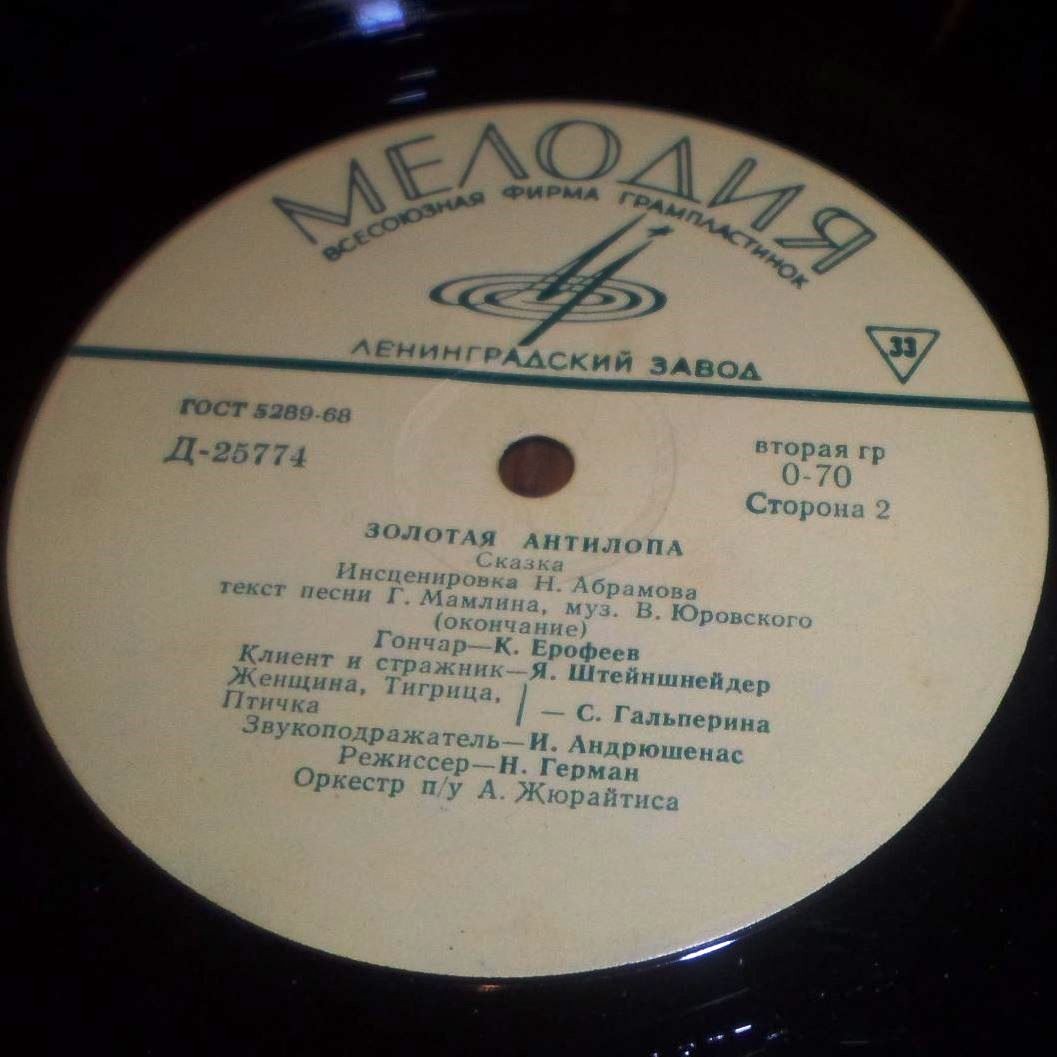 МЕЛОДИЯ
ВСЕСОЮЗНАЯ ФИРМА ГРАМПЛАСТИНОК
33
ЛЕНИНГРАДСКИЙ ЗАВОД
ГОСТ 5289-68
Д-25774
вторая гр
0-70
Сторона 2
ЗОЛОТАЯ АНТИЛОПА
Сказка
Инсценировка Н. Абрамова
текст песни Г. Мамлина, муз. В. Юровского
(окончание)
Гончар—К. Ерофеев
Клиент и стражник—Я. Штейншнейдер
Женщина, Тигрица,
Птичка
— С. Гальперина
Звукоподражатель—И. Андрюшенас
Режиссер—Н. Герман
Оркестр п/у А. Жюрайтиса